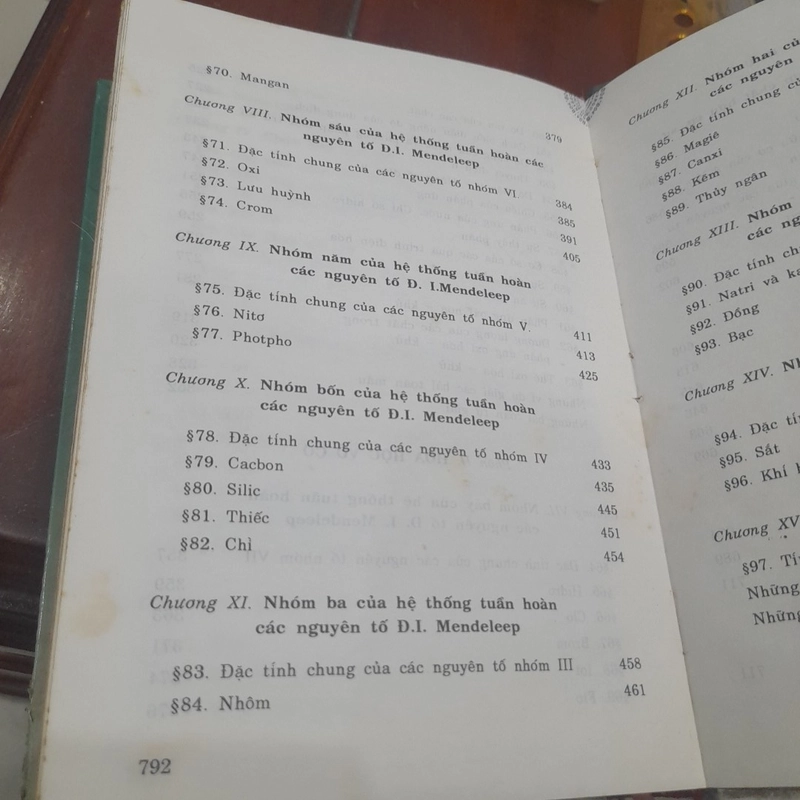 §70. Mangan 379
Chương VIII. Nhóm sáu của hệ thống tuần hoàn các
nguyên tố D.I. Mendeleep
§71. Đặc tính chung của các nguyên tố nhóm VI. 384
§72. Oxi 385
§73. Lưu huỳnh 391
§74. Crom 405
Chương IX. Nhóm năm của hệ thống tuần hoàn
các nguyên tố Đ. I.Mendeleep
§75. Đặc tính chung của các nguyên tố nhóm V. 411
§76. Nitơ 413
§77. Photpho 425
Chương X. Nhóm bốn của hệ thống tuần hoàn
các nguyên tố Đ.I. Mendeleep
§78. Đặc tính chung của các nguyên tố nhóm IV 433
§79. Cacbon 435
§80. Silic 445
§81. Thiếc 451
§82. Chì 454
Chương XI. Nhóm ba của hệ thống tuần hoàn
các nguyên tố Đ.I. Mendeleep
§83. Đặc tính chung của các nguyên tố nhóm III 458
§84. Nhôm 461
792
Chương XII. Nhóm hai
các nguyên
§85. Đặc tính chung
§86. Magiê
§87. Canxi
§88. Kẽm
§89. Thủy ngân
Chương XIII. Nhóm
các
§90. Đặc tính
§91. Natri và
§92. Đồng
§93. Bạc
Chương XIV.
§94. Đặc
§95. Sắt
§96. Khí
Chương XV
§97.
Những
Những